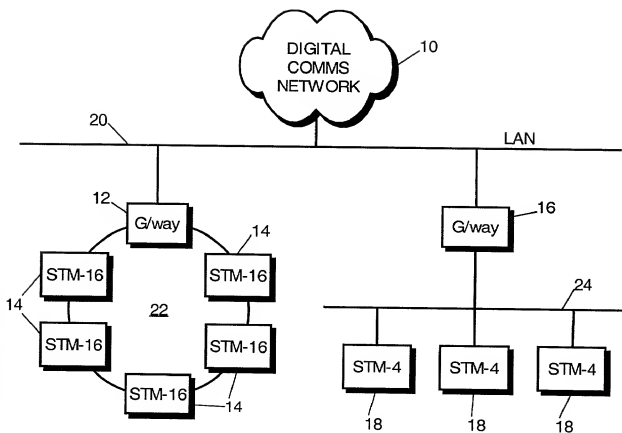 DIGITAL
COMMS
NETWORK
10
20
LAN
12
G/way
G/way
16
14
STM-16
STM-16
14
22
24
STM-16
STM-16
STM-4
STM-4
STM-4
STM-16
14
18
18
18